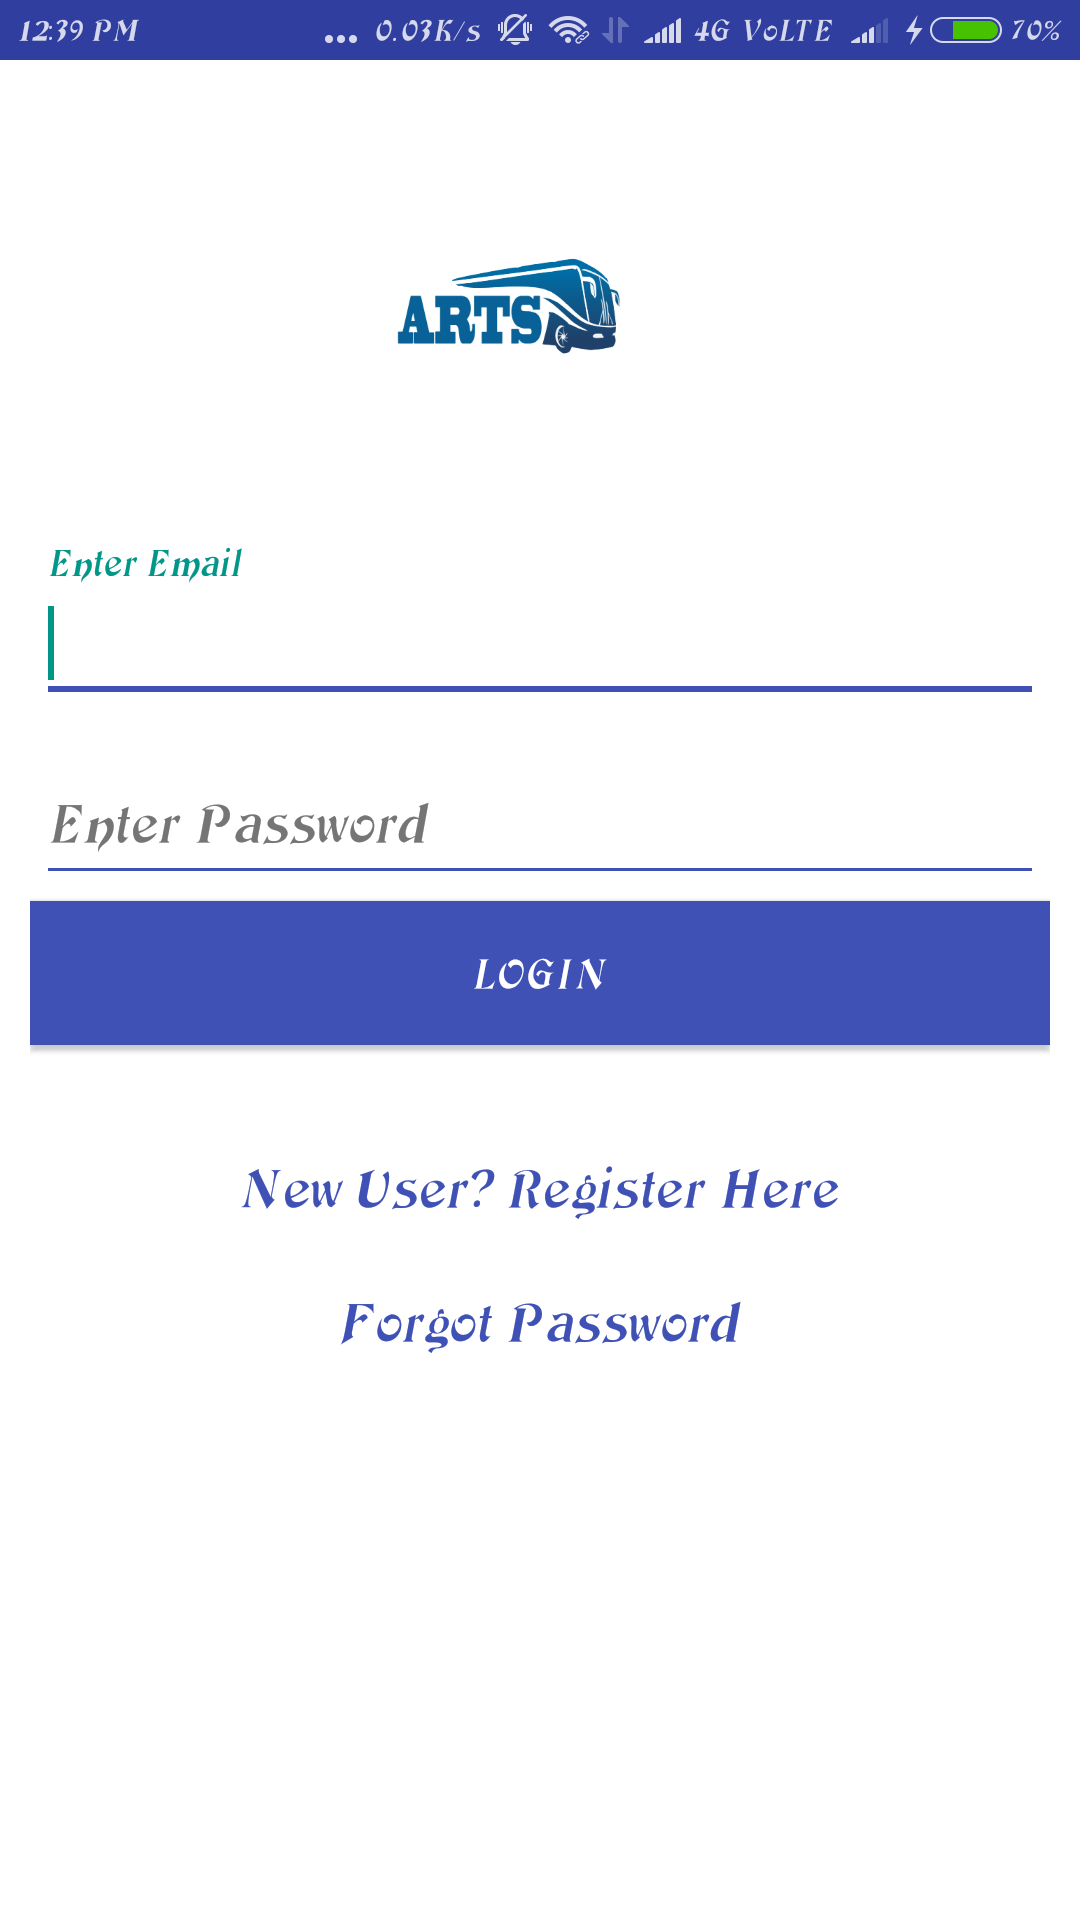 12:39 PM ... 0.03K/s 4G VoLTE 70%
ARTS
Enter Email
Enter Password
LOGIN
New User? Register Here
Forgot Password